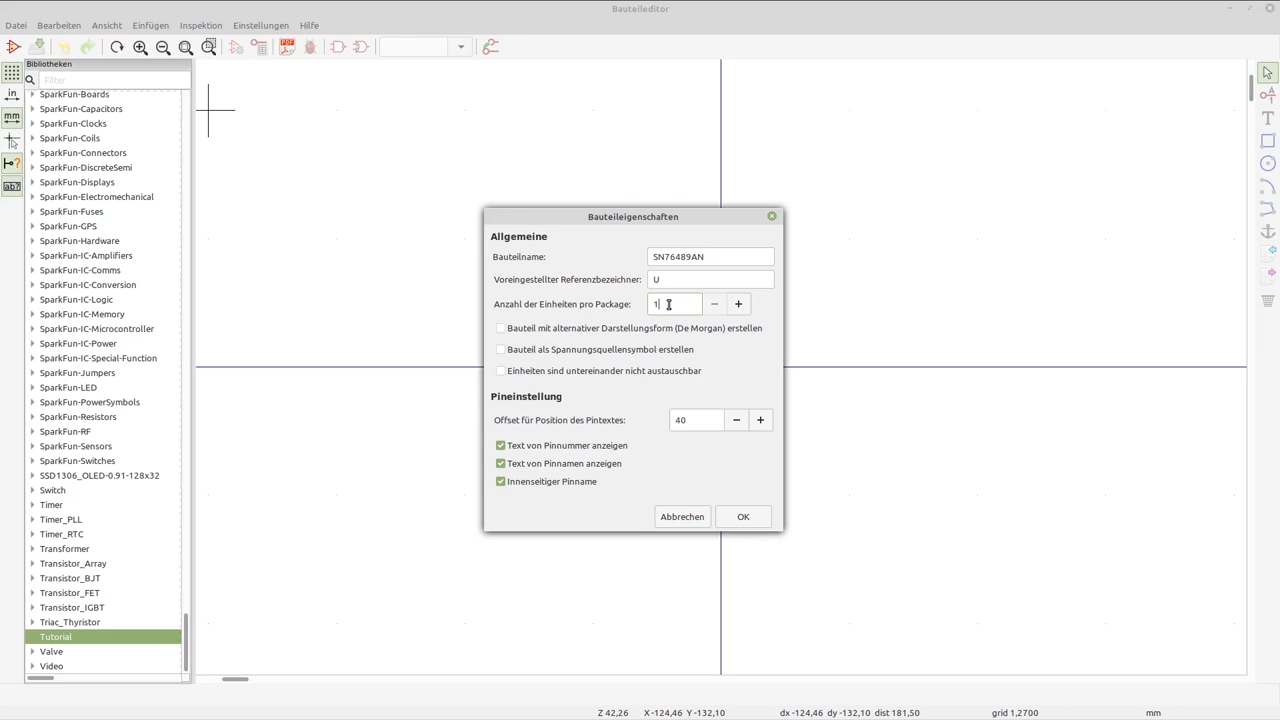 Bauteileditor
Datei Bearbeiten Ansicht Einfügen Inspektion Einstellungen Hilfe
PDF
Bibliotheken
Filter
in
mm
ab?
T
SparkFun-Boards
SparkFun-Capacitors
SparkFun-Clocks
SparkFun-Coils
SparkFun-Connectors
SparkFun-DiscreteSemi
SparkFun-Displays
SparkFun-Electromechanical
SparkFun-Fuses
SparkFun-GPS
SparkFun-Hardware
SparkFun-IC-Amplifiers
SparkFun-IC-Comms
SparkFun-IC-Conversion
SparkFun-IC-Logic
SparkFun-IC-Memory
SparkFun-IC-Microcontroller
SparkFun-IC-Power
SparkFun-IC-Special-Function
SparkFun-Jumpers
SparkFun-LED
SparkFun-PowerSymbols
SparkFun-Resistors
SparkFun-RF
SparkFun-Sensors
SparkFun-Switches
SSD1306_OLED-0.91-128x32
Switch
Timer
Timer_PLL
Timer_RTC
Transformer
Transistor_Array
Transistor_BJT
Transistor_FET
Transistor_IGBT
Triac_Thyristor
Tutorial
Valve
Video
Bauteileigenschaften
Allgemeine
Bauteilname: SN76489AN
Voreingestellter Referenzbezeichner: U
Anzahl der Einheiten pro Package: 1
Bauteil mit alternativer Darstellungsform (De Morgan) erstellen
Bauteil als Spannungsquellensymbol erstellen
Einheiten sind untereinander nicht austauschbar
Pineinstellung
Offset für Position des Pintextes: 40
Text von Pinnummer anzeigen
Text von Pinnamen anzeigen
Innenseitiger Pinname
Abbrechen OK
Z 42,26 X -124,46 Y -132,10 dx -124,46 dy -132,10 dist 181,50 grid 1,2700 mm